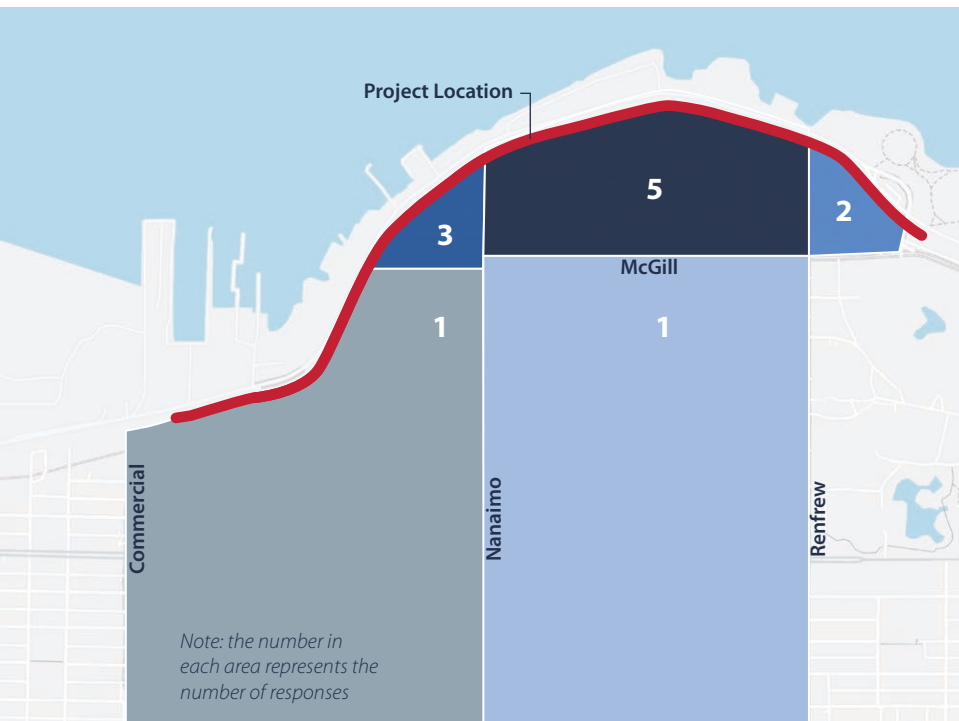 Project Location
5
2
3
McGill
1
1
Commercial
Nanaimo
Renfrew
Note: the number in
each area represents the
number of responses